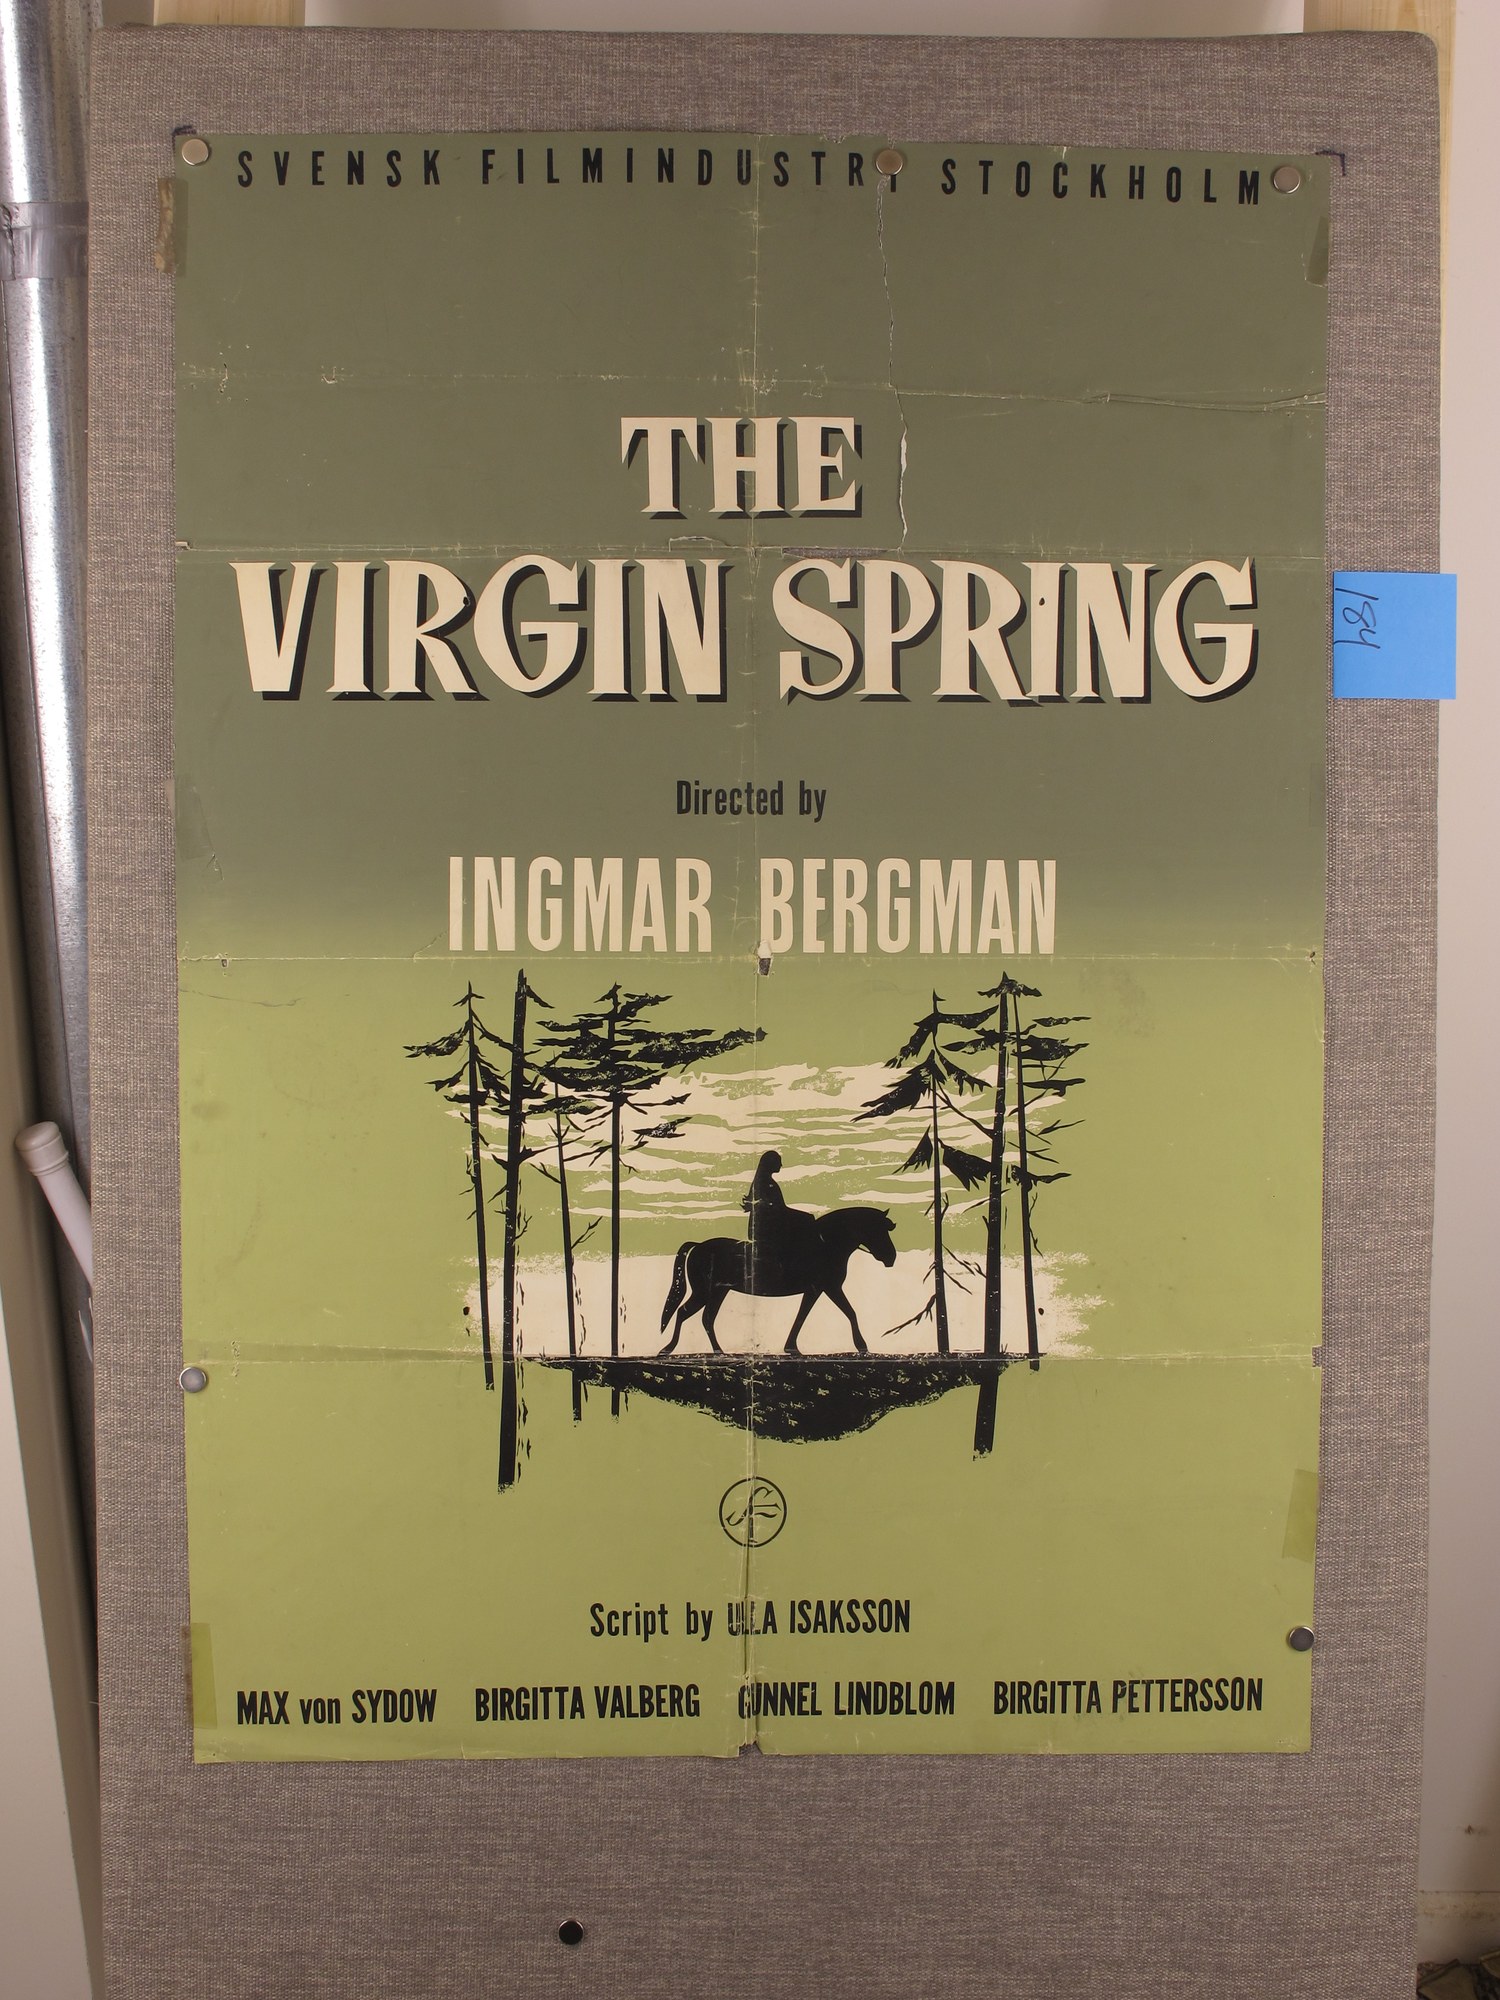 SVENSK FILMINDUSTRI STOCKHOLM
THE
VIRGIN SPRING
184
Directed by
INGMAR BERGMAN
SF
Script by ULLA ISAKSSON
MAX von SYDOW BIRGITTA VALBERG GUNNEL LINDBLOM BIRGITTA PETTERSSON